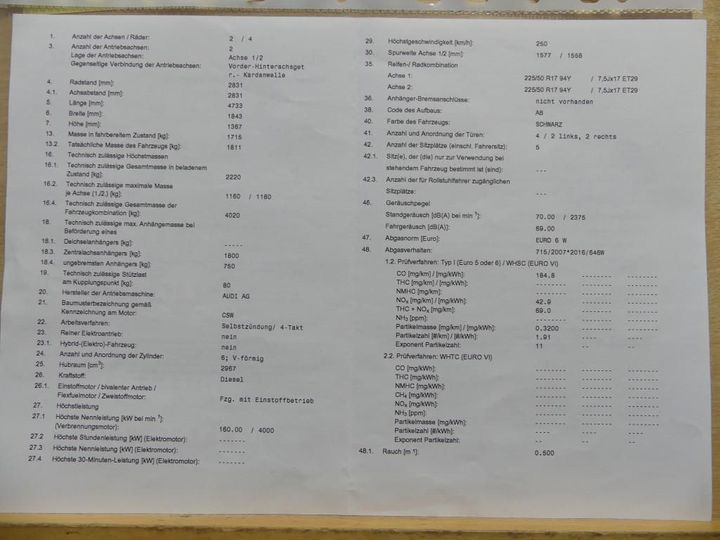 1. Anzahl der Achsen / Räder: 2 / 4
3. Anzahl der Antriebsachsen: 2
Lage der Antriebsachsen: Achse 1/2
Gegenseitige Verbindung der Antriebsachsen: Vorder-Hinterachsget
r.- Kardanwelle
4. Radstand [mm]: 2831
4.1. Achsabstand [mm]: 2831
5. Länge [mm]: 4733
6. Breite [mm]: 1843
7. Höhe [mm]: 1367
13. Masse in fahrbereitem Zustand [kg]: 1715
13.2 Tatsächliche Masse des Fahrzeugs [kg]: 1811
16. Technisch zulässige Höchstmassen
16.1. Technisch zulässige Gesamtmasse in beladenem
Zustand [kg]: 2220
16.2. Technisch zulässige maximale Masse
je Achse (1./2.) [kg]: 1160 / 1160
16.4. Technisch zulässige Gesamtmasse der
Fahrzeugkombination [kg]: 4020
18. Technisch zulässige max. Anhängemasse bei
Beförderung eines
18.1. Deichselanhängers [kg]: -----
18.3. Zentralachsanhängers [kg]: 1800
18.4. ungebremsten Anhängers [kg]: 750
19. Technisch zulässige Stützlast
am Kupplungspunkt [kg]: 80
20. Hersteller der Antriebsmaschine: AUDI AG
21. Baumusterbezeichnung gemäß
Kennzeichnung am Motor: CSW
22. Arbeitsverfahren: Selbstzündung/ 4-Takt
23. Reiner Elektroantrieb: nein
23.1. Hybrid-(Elektro)-Fahrzeug: nein
24. Anzahl und Anordnung der Zylinder: 6; V-förmig
25. Hubraum [cm³]: 2967
26. Kraftstoff: Diesel
26.1. Einstoffmotor / bivalenter Antrieb /
Flexfuelmotor / Zweistoffmotor: Fzg. mit Einstoffbetrieb
27. Höchstleistung
27.1 Höchste Nennleistung [kW bei min⁻¹]:
(Verbrennungsmotor): 160.00 / 4000
27.2 Höchste Stundenleistung [kW] (Elektromotor): -------
27.3 Höchste Nennleistung [kW] (Elektromotor): -------
27.4 Höchste 30-Minuten-Leistung [kW] (Elektromotor): -------
29. Höchstgeschwindigkeit [km/h]: 250
30. Spurweite Achse 1/2 [mm]: 1577 / 1568
35. Reifen-/ Radkombination
Achse 1: 225/50 R17 94Y / 7,5Jx17 ET29
Achse 2: 225/50 R17 94Y / 7,5Jx17 ET29
36. Anhänger-Bremsanschlüsse: nicht vorhanden
38. Code des Aufbaus: AB
40. Farbe des Fahrzeugs: SCHWARZ
41. Anzahl und Anordnung der Türen: 4 / 2 links, 2 rechts
42. Anzahl der Sitzplätze (einschl. Fahrersitz): 5
42.1. Sitz(e), der (die) nur zur Verwendung bei
stehendem Fahrzeug bestimmt ist (sind): ---
42.3. Anzahl der für Rollstuhlfahrer zugänglichen
Sitzplätze: ---
46. Geräuschpegel
Standgeräusch [dB(A) bei min⁻¹]: 70.00 / 2375
Fahrgeräusch [dB(A)]: 69.00
47. Abgasnorm [Euro]: EURO 6 W
48. Abgasverhalten: 715/2007*2016/646W
1.2. Prüfverfahren: Typ I (Euro 5 oder 6) / WHSC (EURO VI)
CO [mg/km] / [mg/kWh]: 184.8 ------- -------
THC [mg/km] / [mg/kWh]: ------- ------- -------
NMHC [mg/km]: ------- ------- -------
NOₓ [mg/km] / [mg/kWh]: 42.9 ------- -------
THC + NOₓ [mg/km]: 69.0 ------- -------
NH₃ [ppm]: ------- ------- -------
Partikelmasse [mg/km] / [mg/kWh]: 0.3200 ------- -------
Partikelzahl [#/km] / [#/kWh]: 1.91 ---- ----
Exponent Partikelzahl: 11 -- --
2.2. Prüfverfahren: WHTC (EURO VI)
CO [mg/kWh]: ------- ------- -------
THC [mg/kWh]: ------- ------- -------
NMHC [mg/kWh]: ------- ------- -------
CH₄ [mg/kWh]: ------- ------- -------
NOₓ [mg/kWh]: ------- ------- -------
NH₃ [ppm]: ------- ------- -------
Partikelmasse [mg/kWh]: ------- ------- -------
Partikelzahl [#/kWh]: ---- ---- ----
Exponent Partikelzahl: -- -- --
48.1. Rauch [m⁻¹]: 0.500